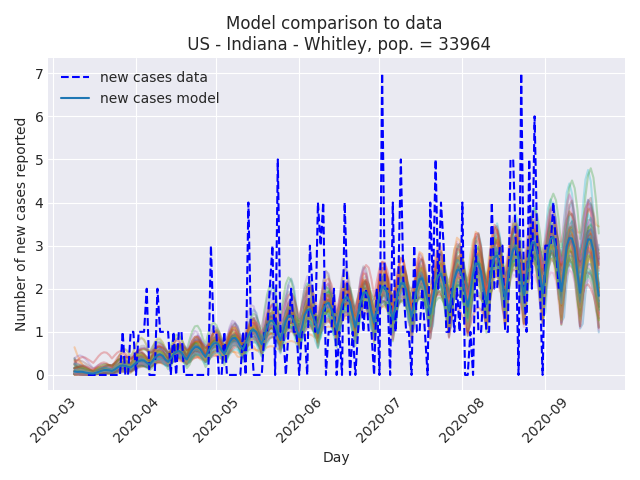 Model comparison to data
US - Indiana - Whitley, pop. = 33964
new cases data
new cases model
Number of new cases reported
7
6
5
4
3
2
1
0
2020-03
2020-04
2020-05
2020-06
2020-07
2020-08
2020-09
Day